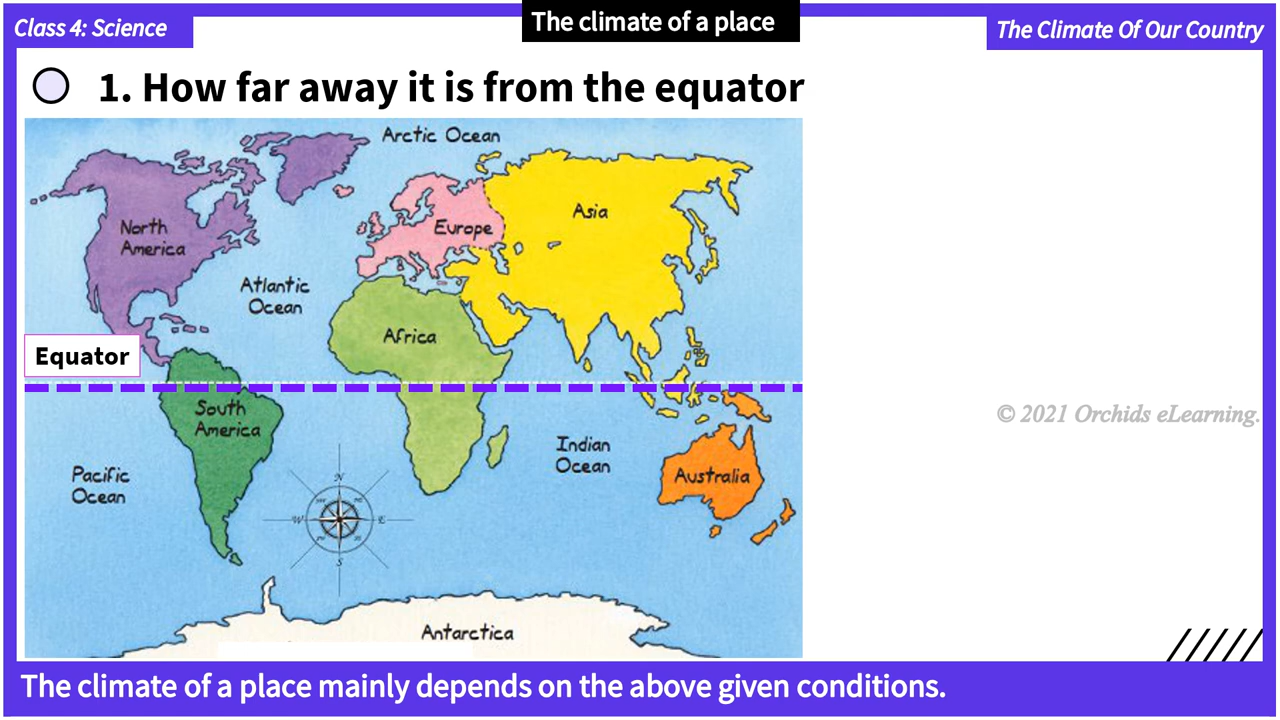 Class 4: Science
The climate of a place
The Climate Of Our Country
1. How far away it is from the equator
Arctic Ocean
North
America
Europe
Asia
Atlantic
Ocean
Africa
Equator
South
America
Indian
Ocean
Pacific
Ocean
Australia
N
W
E
S
Antarctica
© 2021 Orchids eLearning.
The climate of a place mainly depends on the above given conditions.